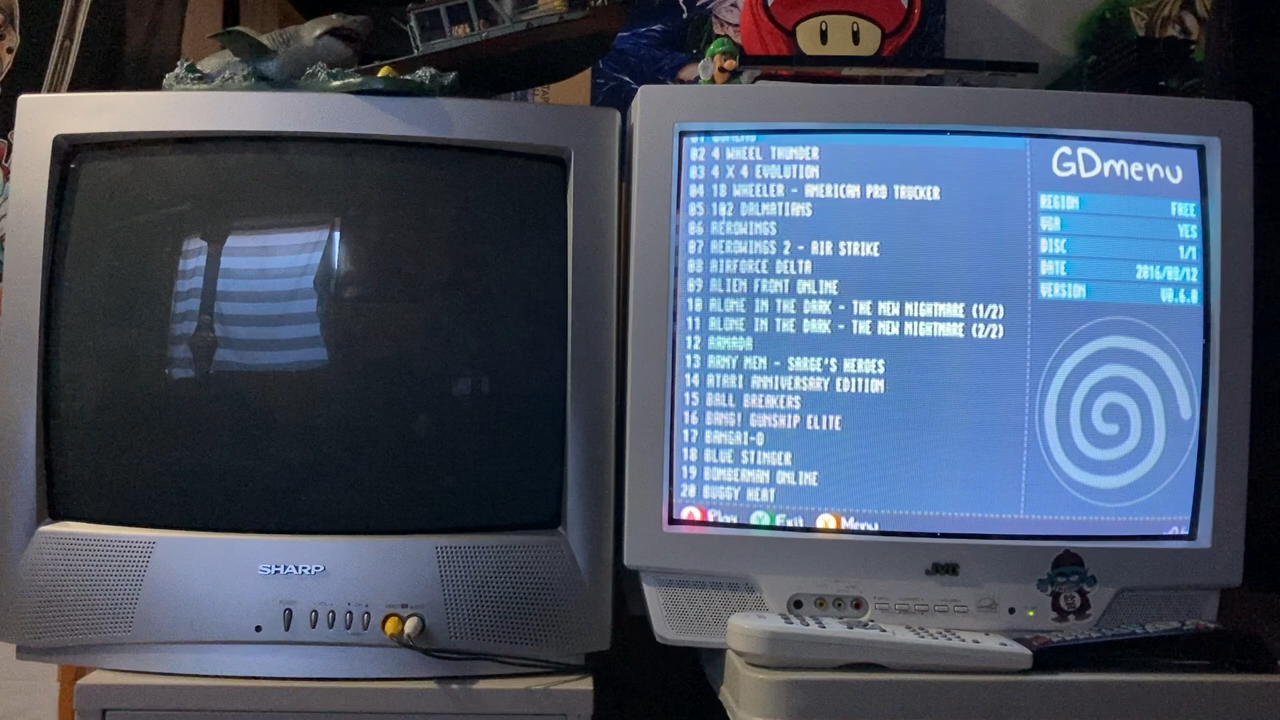 SHARP
02 4 WHEEL THUNDER
03 4 X 4 EVOLUTION
04 18 WHEELER - AMERICAN PRO TRUCKER
05 102 DALMATIANS
06 AEROWINGS
07 AEROWINGS 2 - AIR STRIKE
08 AIRFORCE DELTA
09 ALIEN FRONT ONLINE
10 ALONE IN THE DARK - THE NEW NIGHTMARE (1/2)
11 ALONE IN THE DARK - THE NEW NIGHTMARE (2/2)
12 ARMADA
13 ARMY MEN - SARGE'S HEROES
14 ATARI ANNIVERSARY EDITION
15 BALL BREAKERS
16 BANG! GUNSHIP ELITE
17 BANGAI-O
18 BLUE STINGER
19 BOMBERMAN ONLINE
20 BUGGY HEAT
A Play Y Exit X Menu
GDmenu
REGION FREE
VGA YES
DISC 1/1
DATE 2016/03/12
VERSION V0.6.0
JVC